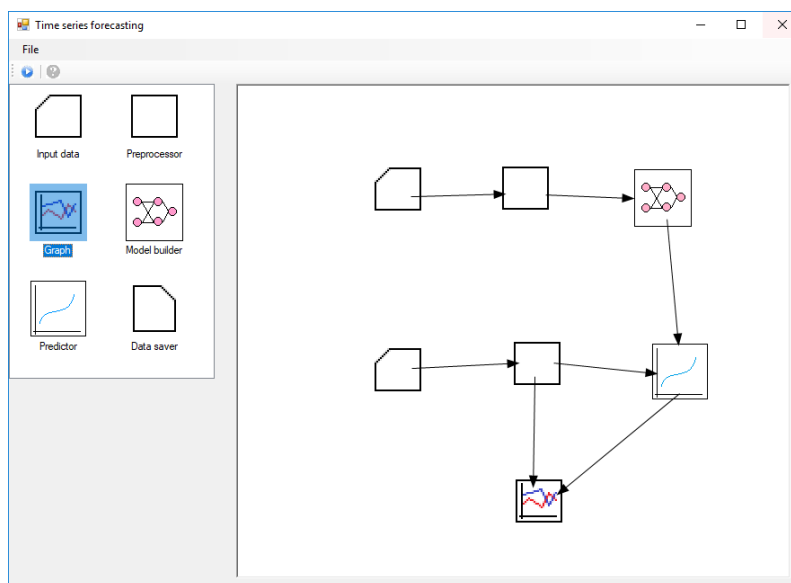 Time series forecasting
File
Input data
Preprocessor
Graph
Model builder
Predictor
Data saver